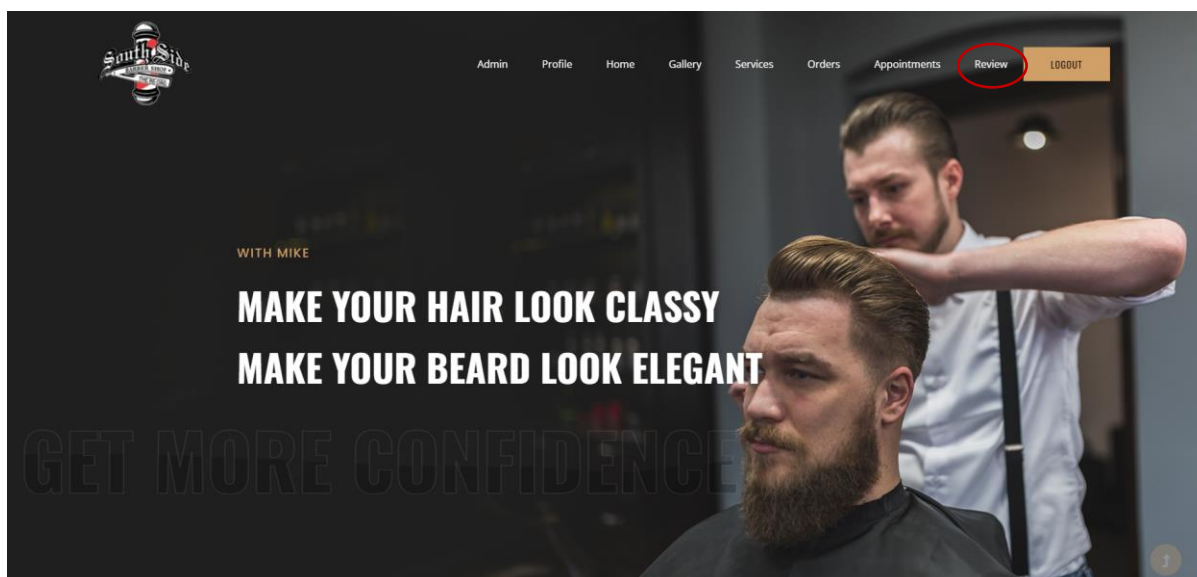 South Side
BARBER SHOP
Admin Profile Home Gallery Services Orders Appointments Review LOGOUT
WITH MIKE
MAKE YOUR HAIR LOOK CLASSY
MAKE YOUR BEARD LOOK ELEGANT
GET MORE CONFIDENCE